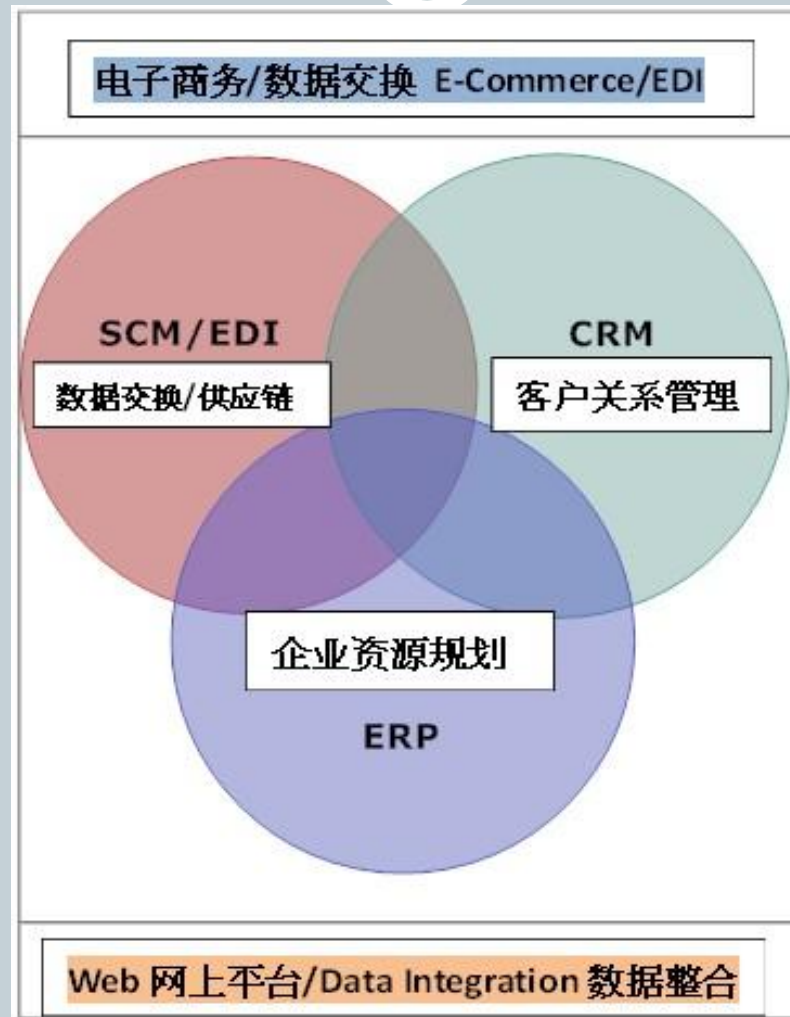 电子商务/数据交换 E-Commerce/EDI
SCM/EDI
数据交换/供应链
CRM
客户关系管理
企业资源规划
ERP
Web 网上平台/Data Integration 数据整合